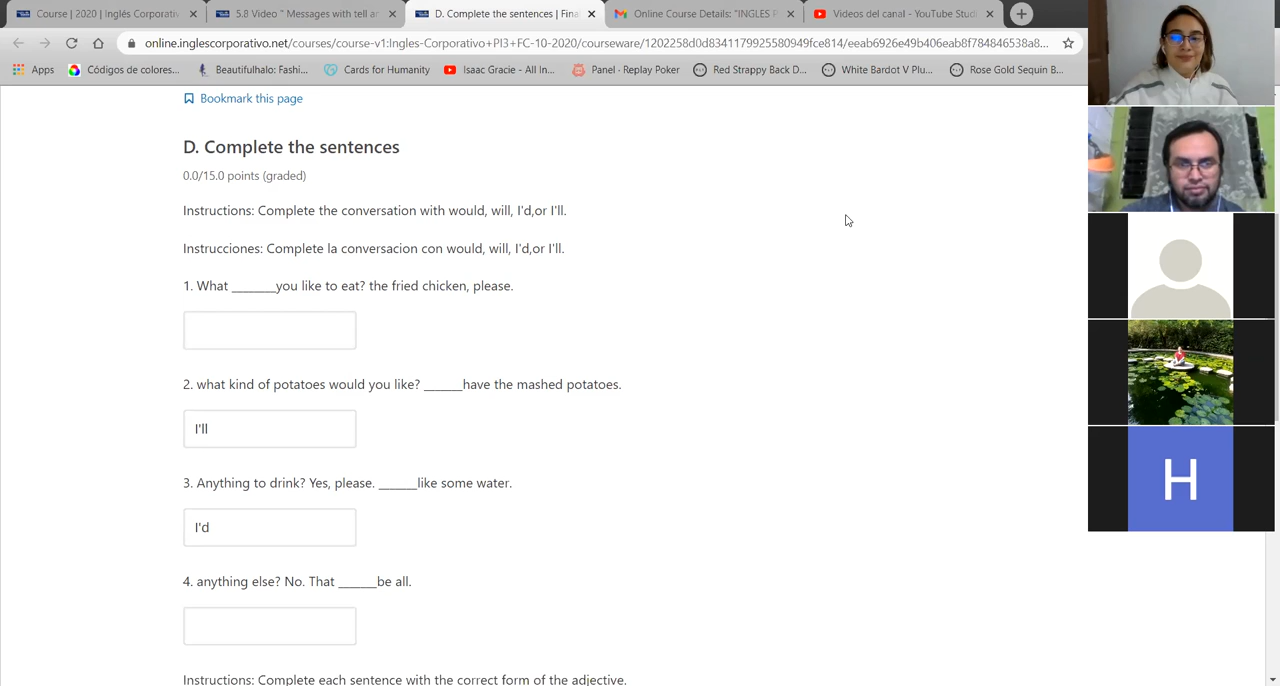 Course | 2020 | Inglés Corporativ
5.8 Video " Messages with tell ar
D. Complete the sentences | Fina
Online Course Details: "INGLES P
Videos del canal - YouTube Studi
online.inglescorporativo.net/courses/course-v1:Ingles-Corporativo+PI3+FC-10-2020/courseware/1202258d0d8341179925580949fce814/eeab6926e49b406eab8f784846538a8...
Apps
Códigos de colores...
Beautifulhalo: Fashi...
Cards for Humanity
Isaac Gracie - All In...
Panel · Replay Poker
Red Strappy Back D...
White Bardot V Plu...
Rose Gold Sequin B...
Bookmark this page
D. Complete the sentences
0.0/15.0 points (graded)
Instructions: Complete the conversation with would, will, I'd,or I'll.
Instrucciones: Complete la conversacion con would, will, I'd,or I'll.
1. What _______you like to eat? the fried chicken, please.
2. what kind of potatoes would you like? ______have the mashed potatoes.
I'll
3. Anything to drink? Yes, please. ______like some water.
I'd
4. anything else? No. That ______be all.
Instructions: Complete each sentence with the correct form of the adjective.
H